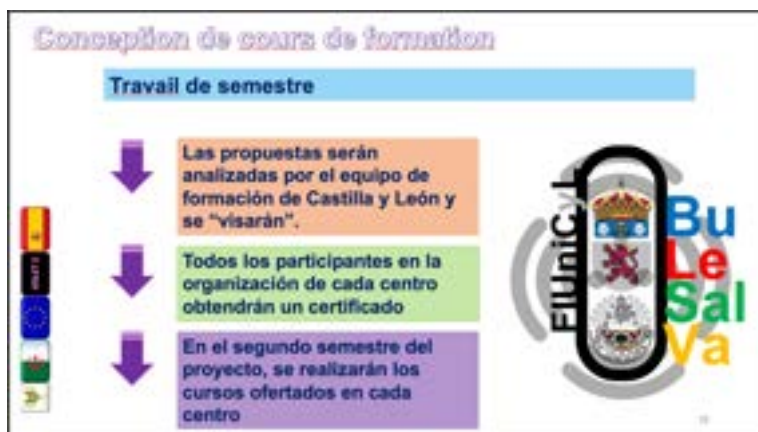 Conception de cours de formation
Travail de semestre
Las propuestas serán
analizadas por el equipo de
formación de Castilla y León y
se “visarán”.
Todos los participantes en la
organización de cada centro
obtendrán un certificado
En el segundo semestre del
proyecto, se realizarán los
cursos ofertados en cada
centro
ElUniCyL
Bu
Le
Sal
Va